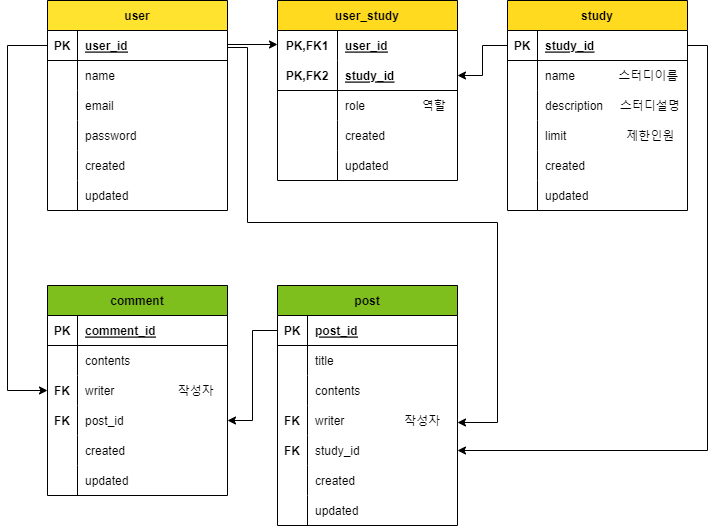 user
PK user_id
name
email
password
created
updated
user_study
PK,FK1 user_id
PK,FK2 study_id
role 역할
created
updated
study
PK study_id
name 스터디이름
description 스터디설명
limit 제한인원
created
updated
comment
PK comment_id
contents
FK writer 작성자
FK post_id
created
updated
post
PK post_id
title
contents
FK writer 작성자
FK study_id
created
updated